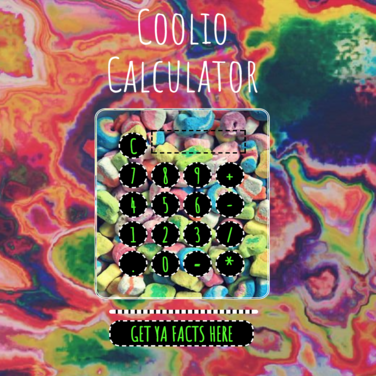 Coolio
Calculator
C
7 8 9 +
4 5 6 -
1 2 3 /
. 0 = *
GET YA FACTS HERE